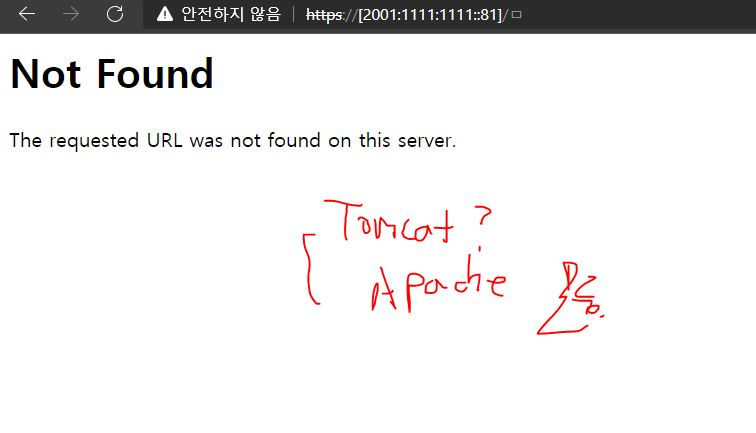 안전하지 않음 https://[2001:1111:1111::81]/ㅁ
Not Found
The requested URL was not found on this server.
Tomcat ?
Apache